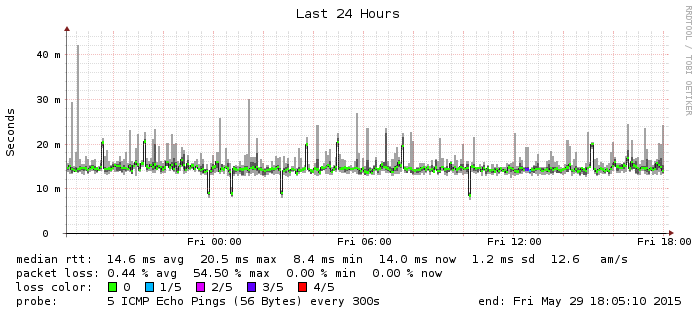 Last 24 Hours
RRDTOOL / TOBI OETIKER
Seconds
40 m
30 m
20 m
10 m
0
Fri 00:00 Fri 06:00 Fri 12:00 Fri 18:00
median rtt: 14.6 ms avg 20.5 ms max 8.4 ms min 14.0 ms now 1.2 ms sd 12.6 am/s
packet loss: 0.44 % avg 54.50 % max 0.00 % min 0.00 % now
loss color: 0 1/5 2/5 3/5 4/5
probe: 5 ICMP Echo Pings (56 Bytes) every 300s end: Fri May 29 18:05:10 2015